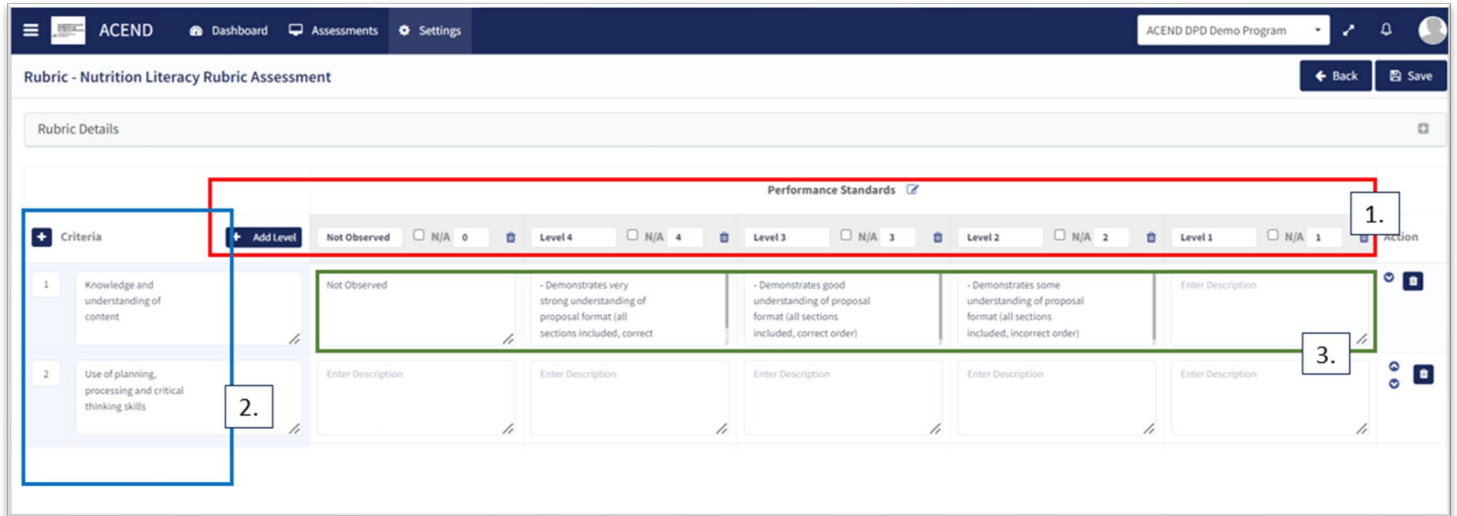 ACEND Dashboard Assessments Settings ACEND DPD Demo Program
Rubric - Nutrition Literacy Rubric Assessment Back Save
Rubric Details
Performance Standards
1.
Criteria Add Level Not Observed N/A 0 Level 4 N/A 4 Level 3 N/A 3 Level 2 N/A 2 Level 1 N/A 1 Action
1 Knowledge and Not Observed - Demonstrates very - Demonstrates good - Demonstrates some Enter Description
understanding of strong understanding of understanding of proposal understanding of proposal
content proposal format (all format (all sections format (all sections
sections included, correct included, correct order) included, incorrect order)
3.
2 Use of planning, Enter Description Enter Description Enter Description Enter Description Enter Description
processing and critical
thinking skills
2.